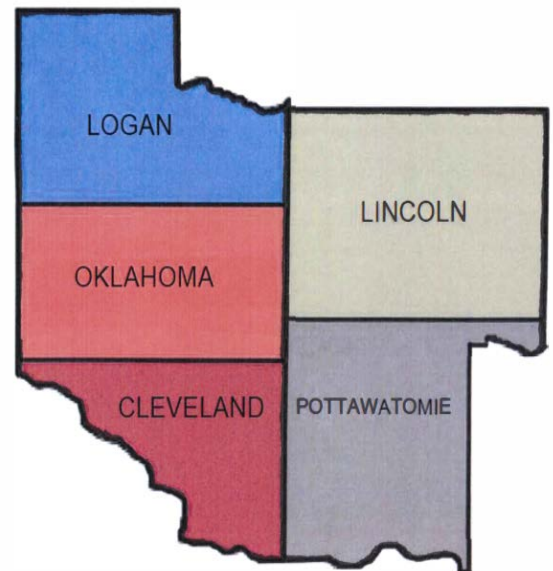 LOGAN
LINCOLN
OKLAHOMA
CLEVELAND
POTTAWATOMIE